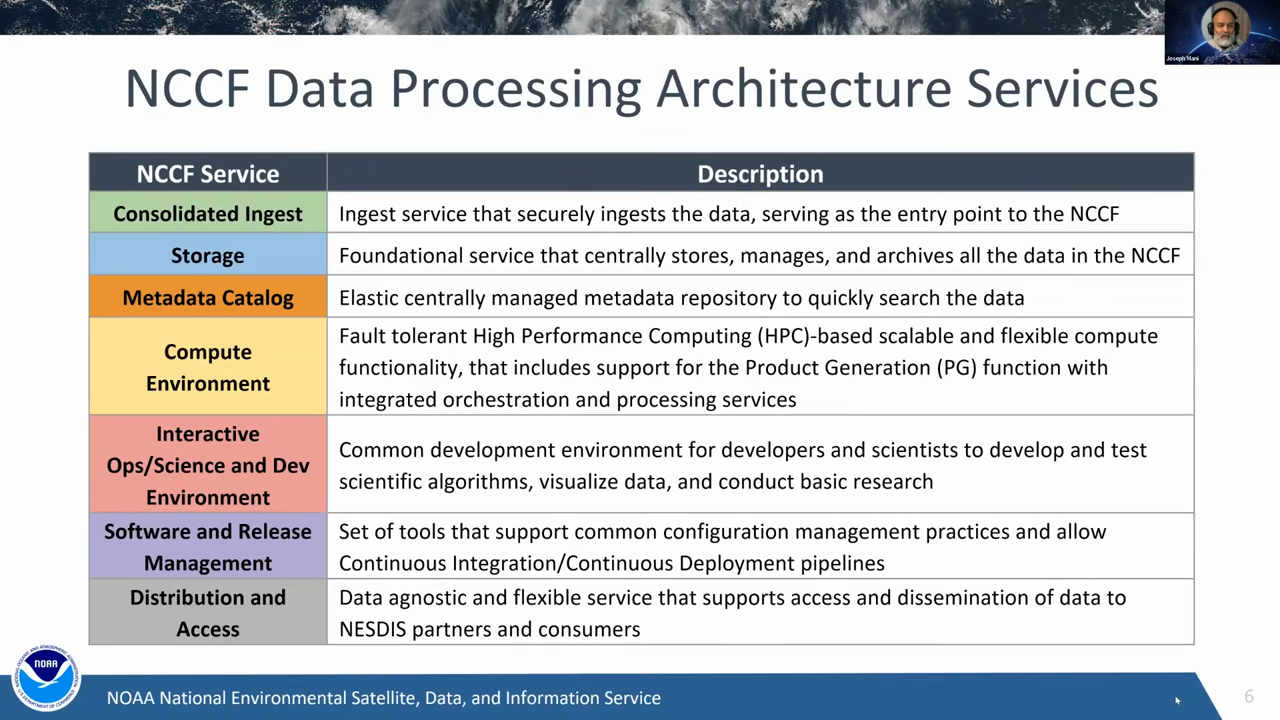 Joseph Mani
NCCF Data Processing Architecture Services
NCCF Service
Description
Consolidated Ingest
Ingest service that securely ingests the data, serving as the entry point to the NCCF
Storage
Foundational service that centrally stores, manages, and archives all the data in the NCCF
Metadata Catalog
Elastic centrally managed metadata repository to quickly search the data
Compute
Environment
Fault tolerant High Performance Computing (HPC)-based scalable and flexible compute
functionality, that includes support for the Product Generation (PG) function with
integrated orchestration and processing services
Interactive
Ops/Science and Dev
Environment
Common development environment for developers and scientists to develop and test
scientific algorithms, visualize data, and conduct basic research
Software and Release
Management
Set of tools that support common configuration management practices and allow
Continuous Integration/Continuous Deployment pipelines
Distribution and
Access
Data agnostic and flexible service that supports access and dissemination of data to
NESDIS partners and consumers
NOAA
NOAA National Environmental Satellite, Data, and Information Service
6